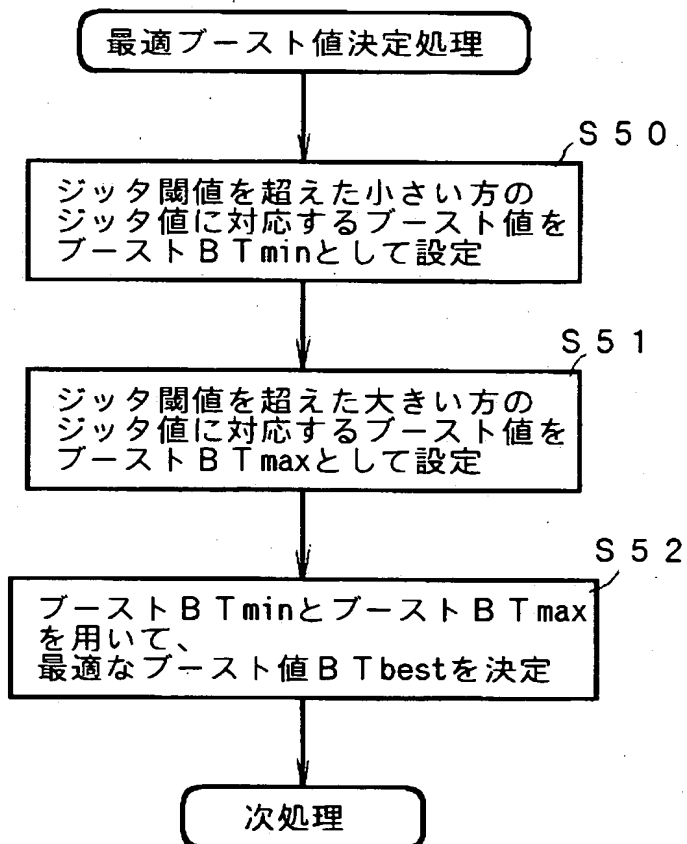 最適ブースト値決定処理
S50
ジッタ閾値を超えた小さい方の
ジッタ値に対応するブースト値を
ブーストBTminとして設定
S51
ジッタ閾値を超えた大きい方の
ジッタ値に対応するブースト値を
ブーストBTmaxとして設定
S52
ブーストBTminとブーストBTmax
を用いて、
最適なブースト値BTbestを決定
次処理